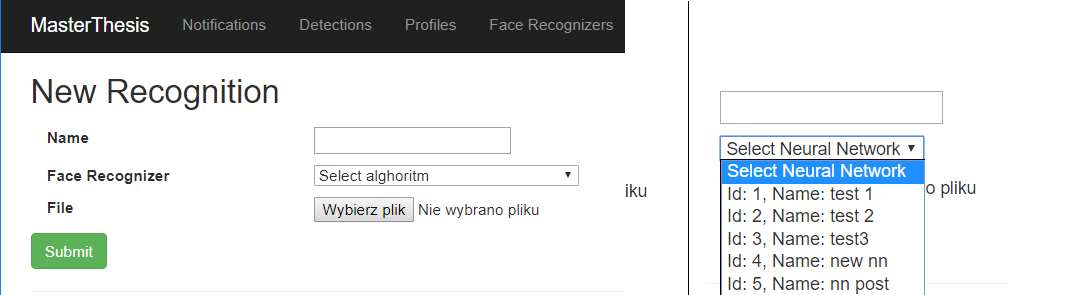 MasterThesis Notifications Detections Profiles Face Recognizers
New Recognition
Name
Face Recognizer Select alghoritm
File Wybierz plik Nie wybrano pliku
iku
Submit
Select Neural Network
Select Neural Network
Id: 1, Name: test 1
o pliku
Id: 2, Name: test 2
Id: 3, Name: test3
Id: 4, Name: new nn
Id: 5, Name: nn post